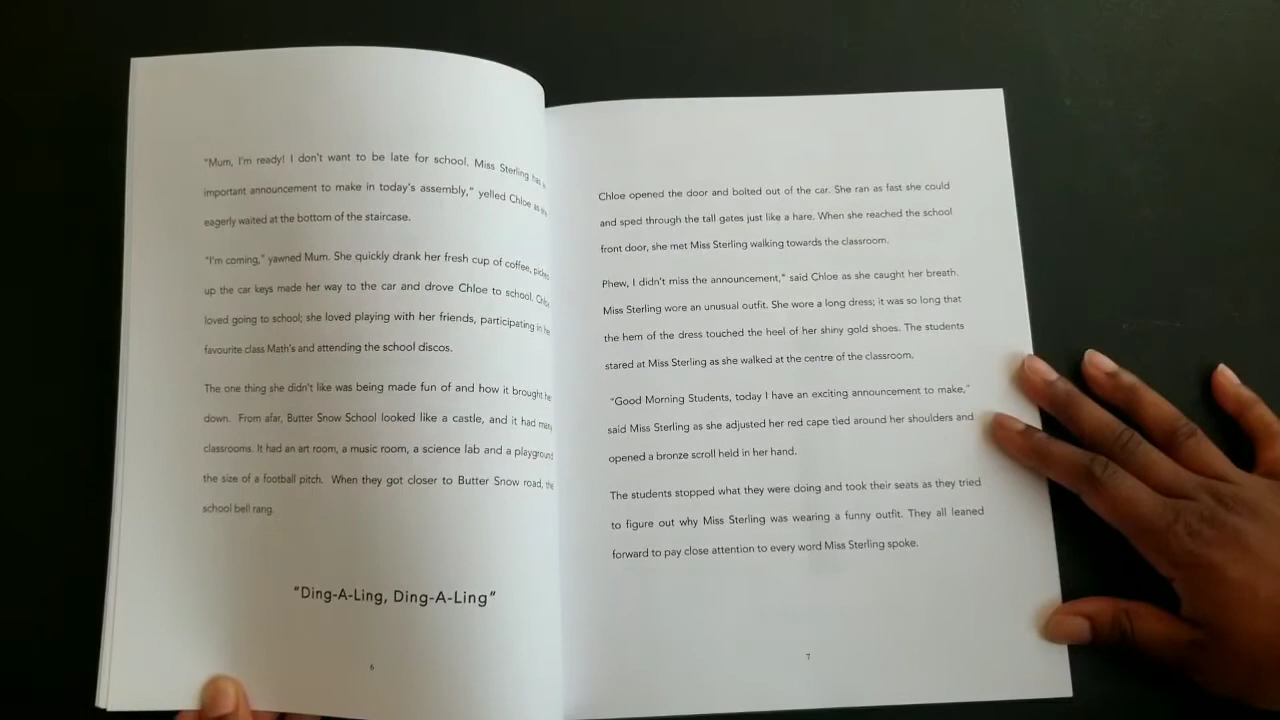 "Mum, I'm ready! I don't want to be late for school. Miss Sterling has
important announcement to make in today's assembly," yelled Chloe as
eagerly waited at the bottom of the staircase.
"I'm coming," yawned Mum. She quickly drank her fresh cup of coffee,
up the car keys made her way to the car and drove Chloe to school.
loved going to school; she loved playing with her friends, participating in
favourite class Math's and attending the school discos.
The one thing she didn't like was being made fun of and how it brought
down. From afar, Butter Snow School looked like a castle, and it had
classrooms. It had an art room, a music room, a science lab and a playground
the size of a football pitch. When they got closer to Butter Snow road, the
school bell rang.
"Ding-A-Ling, Ding-A-Ling"
6
Chloe opened the door and bolted out of the car. She ran as fast she could
and sped through the tall gates just like a hare. When she reached the school
front door, she met Miss Sterling walking towards the classroom.
Phew, I didn't miss the announcement," said Chloe as she caught her breath.
Miss Sterling wore an unusual outfit. She wore a long dress; it was so long that
the hem of the dress touched the heel of her shiny gold shoes. The students
stared at Miss Sterling as she walked at the centre of the classroom.
"Good Morning Students, today I have an exciting announcement to make,"
said Miss Sterling as she adjusted her red cape tied around her shoulders and
opened a bronze scroll held in her hand.
The students stopped what they were doing and took their seats as they tried
to figure out why Miss Sterling was wearing a funny outfit. They all leaned
forward to pay close attention to every word Miss Sterling spoke.
7